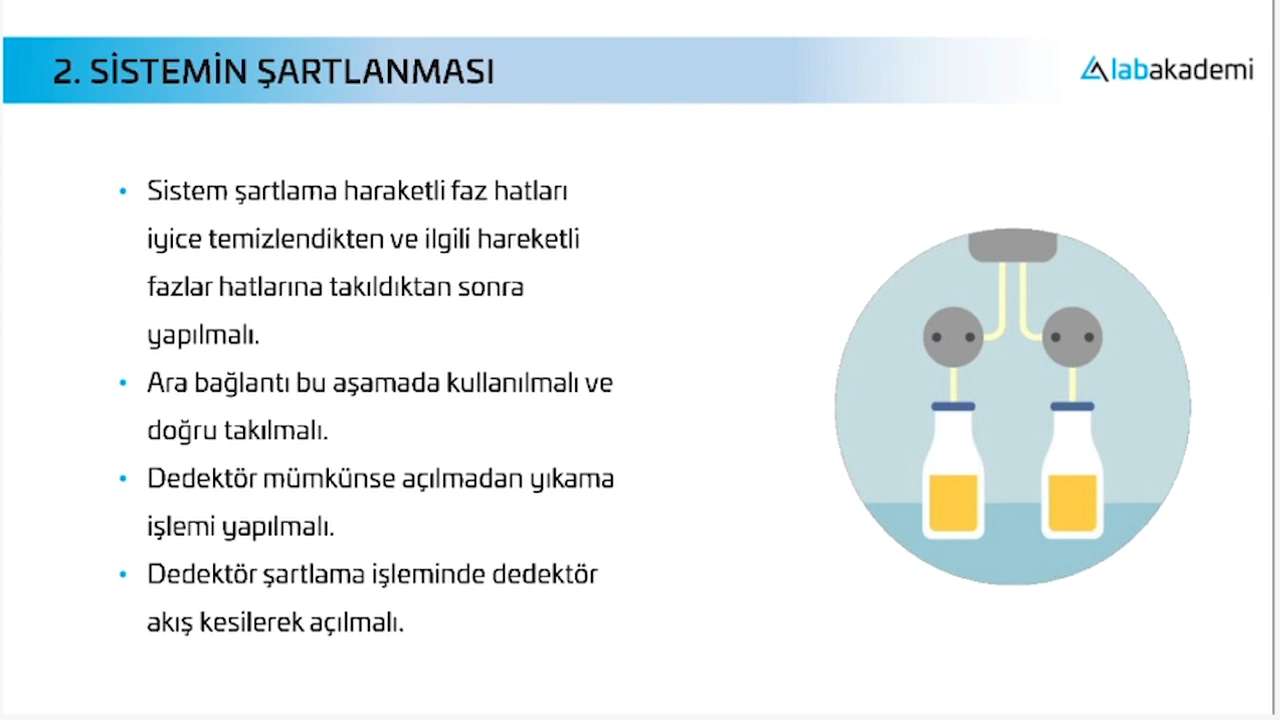 2. SİSTEMİN ŞARTLANMASI
labakademi
Sistem şartlama haraketli faz hatları
iyice temizlendikten ve ilgili hareketli
fazlar hatlarına takıldıktan sonra
yapılmalı.
Ara bağlantı bu aşamada kullanılmalı ve
doğru takılmalı.
Dedektör mümkünse açılmadan yıkama
işlemi yapılmalı.
Dedektör şartlama işleminde dedektör
akış kesilerek açılmalı.